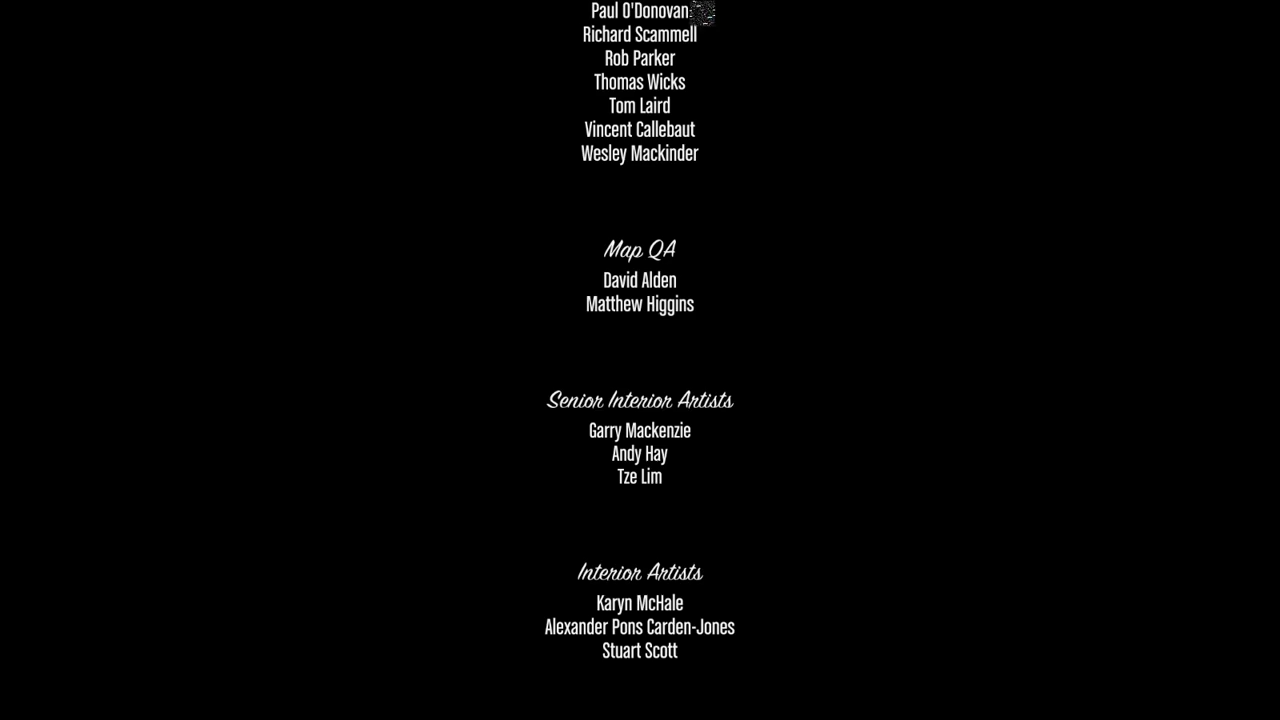 Paul O'Donovan
Richard Scammell
Rob Parker
Thomas Wicks
Tom Laird
Vincent Callebaut
Wesley Mackinder
Map QA
David Alden
Matthew Higgins
Senior Interior Artists
Garry Mackenzie
Andy Hay
Tze Lim
Interior Artists
Karyn McHale
Alexander Pons Carden-Jones
Stuart Scott